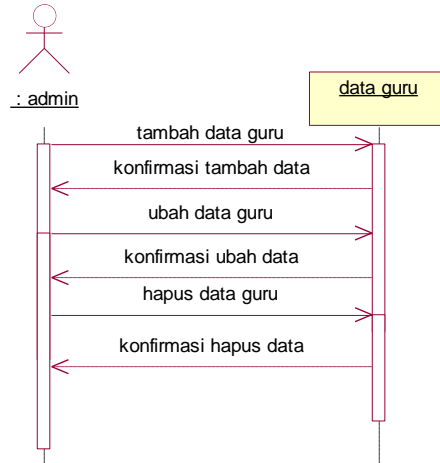 : admin
data guru
tambah data guru
konfirmasi tambah data
ubah data guru
konfirmasi ubah data
hapus data guru
konfirmasi hapus data